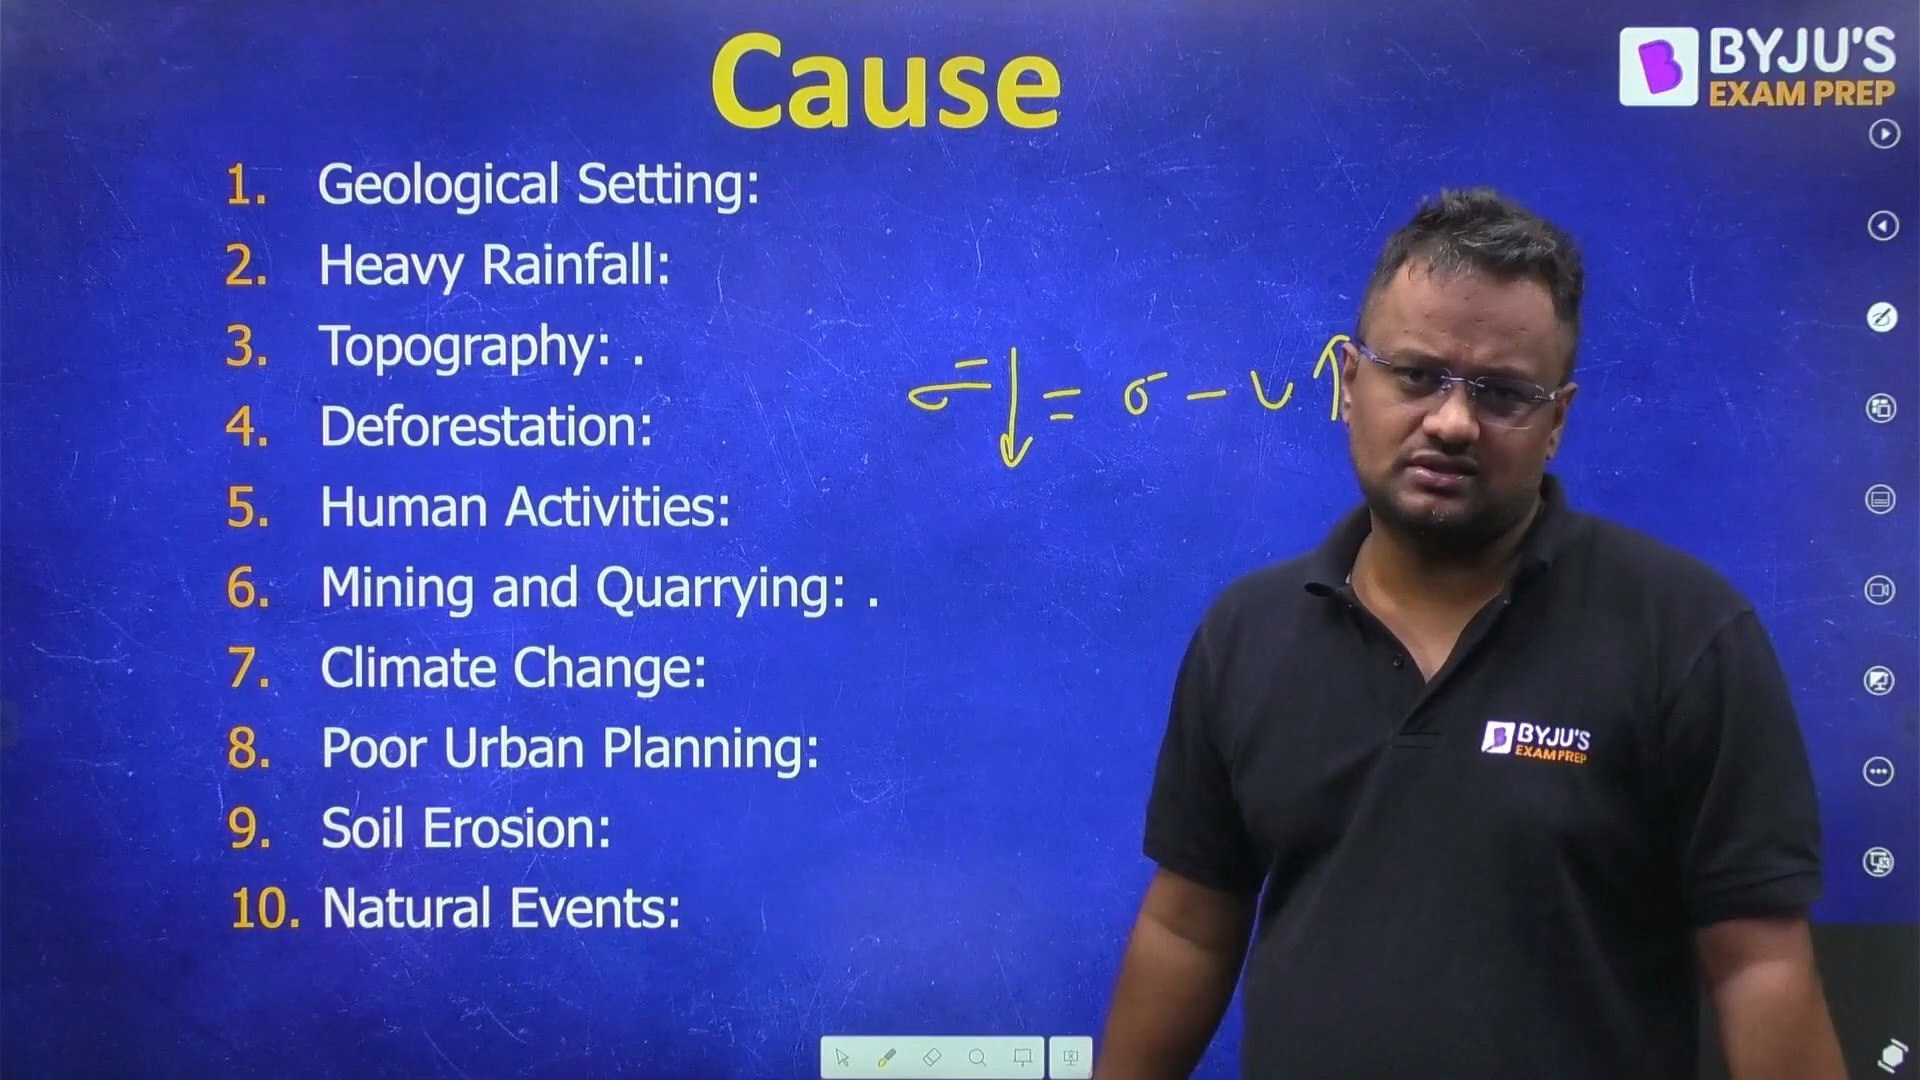 Cause
BYJU'S
EXAM PREP
1. Geological Setting:
2. Heavy Rainfall:
3. Topography: .
4. Deforestation:
5. Human Activities:
6. Mining and Quarrying: .
7. Climate Change:
8. Poor Urban Planning:
9. Soil Erosion:
10. Natural Events:
σ̄↓ = σ - u↑
BYJU'S
EXAM PREP